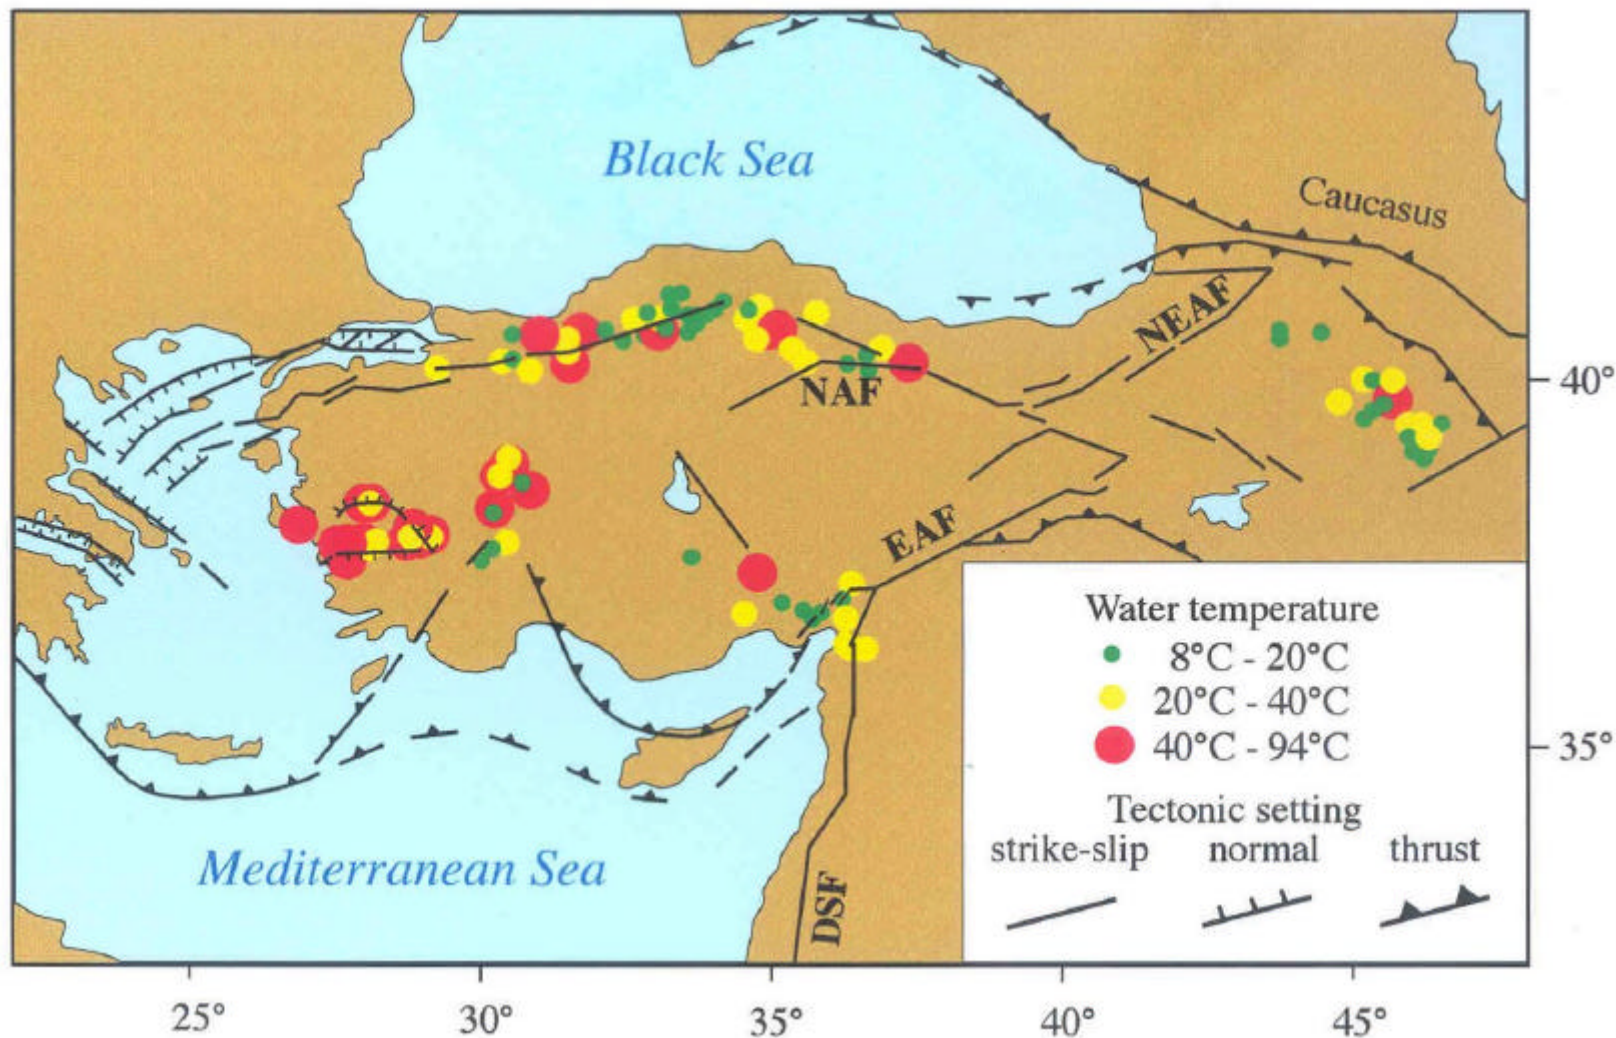 Black Sea
Caucasus
NEAF
NAF
40°
EAF
Water temperature
8°C - 20°C
20°C - 40°C
40°C - 94°C
35°
Tectonic setting
strike-slip normal thrust
Mediterranean Sea
DSF
25° 30° 35° 40° 45°